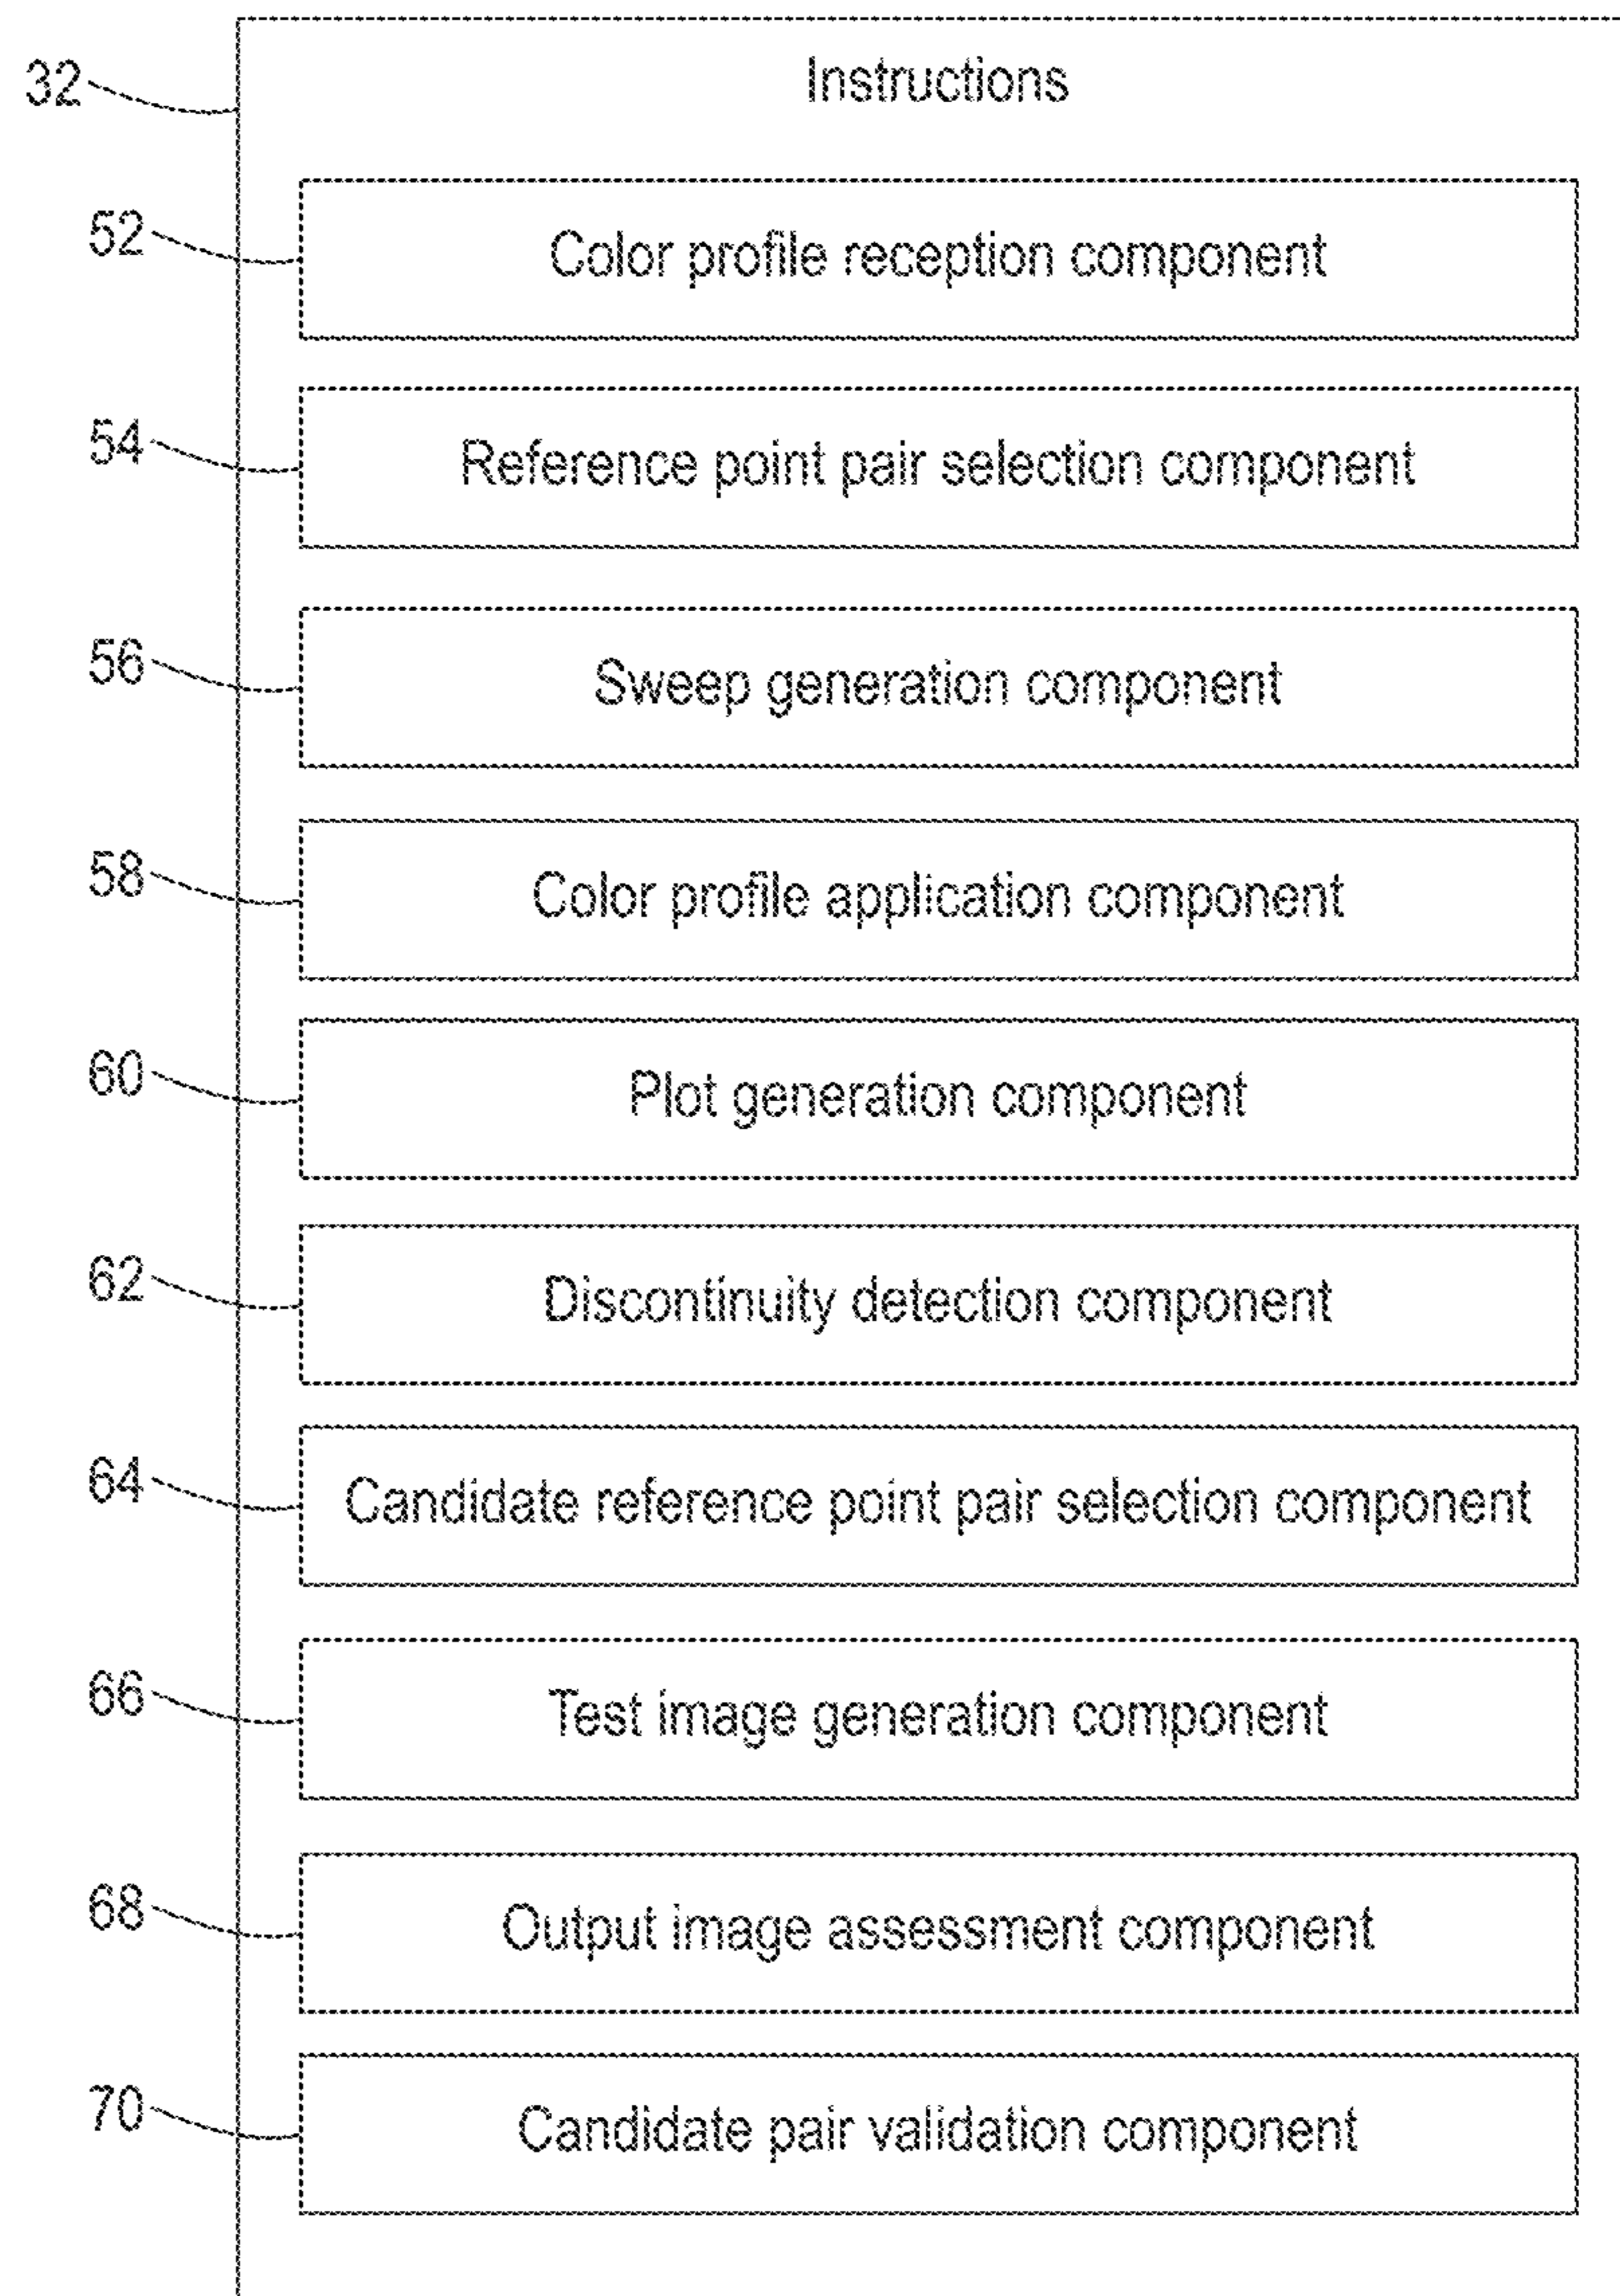 32 Instructions
52 Color profile reception component
54 Reference point pair selection component
56 Sweep generation component
58 Color profile application component
60 Plot generation component
62 Discontinuity detection component
64 Candidate reference point pair selection component
66 Test image generation component
68 Output image assessment component
70 Candidate pair validation component